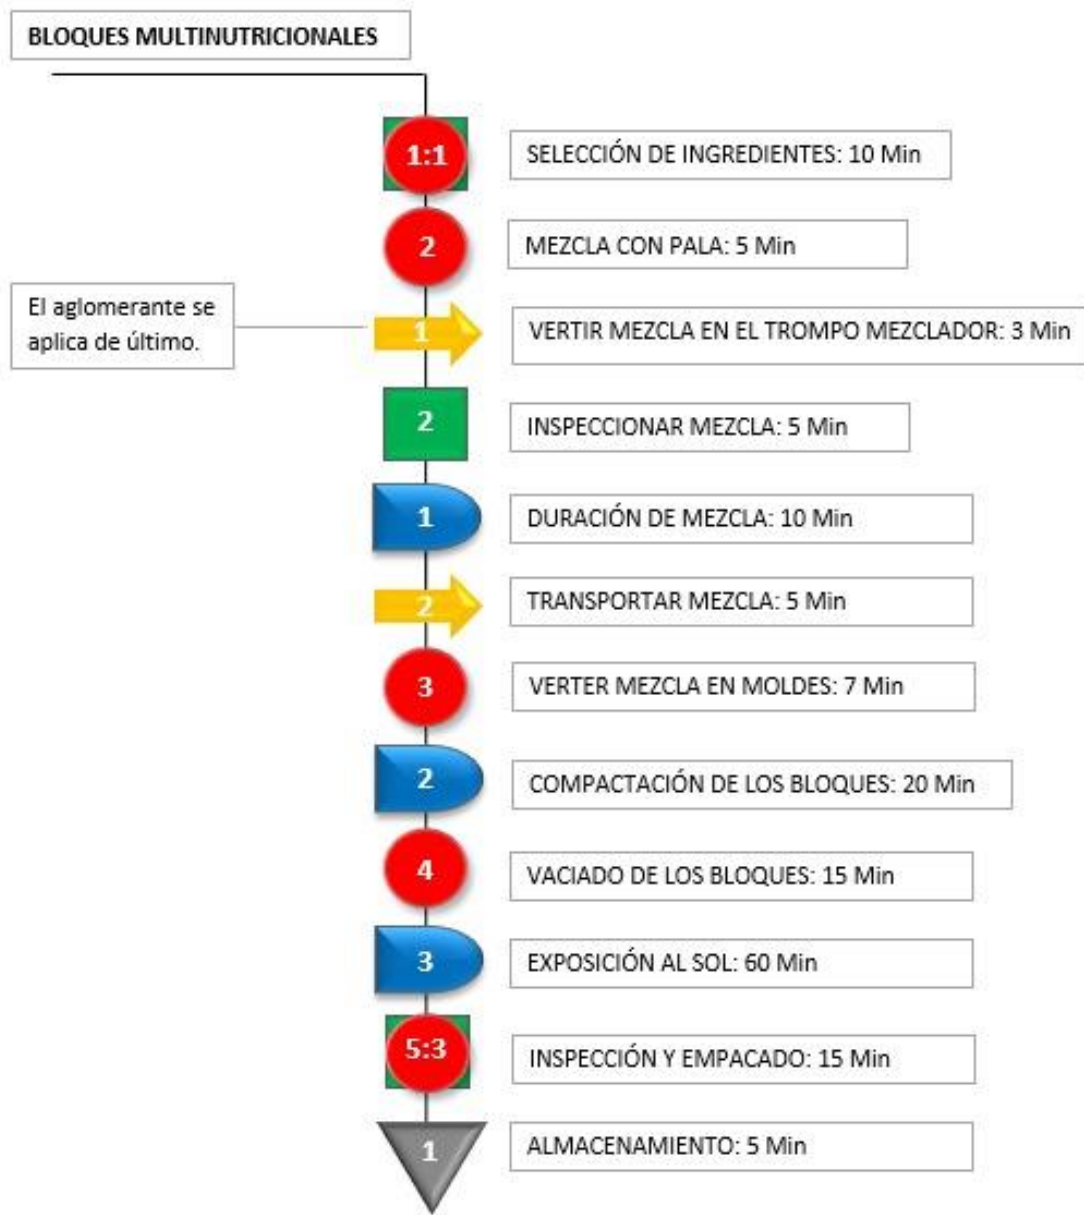 BLOQUES MULTINUTRICIONALES
1:1
SELECCIÓN DE INGREDIENTES: 10 Min
2
MEZCLA CON PALA: 5 Min
El aglomerante se
aplica de último.
1
VERTIR MEZCLA EN EL TROMPO MEZCLADOR: 3 Min
2
INSPECCIONAR MEZCLA: 5 Min
1
DURACIÓN DE MEZCLA: 10 Min
2
TRANSPORTAR MEZCLA: 5 Min
3
VERTER MEZCLA EN MOLDES: 7 Min
2
COMPACTACIÓN DE LOS BLOQUES: 20 Min
4
VACIADO DE LOS BLOQUES: 15 Min
3
EXPOSICIÓN AL SOL: 60 Min
5:3
INSPECCIÓN Y EMPACADO: 15 Min
1
ALMACENAMIENTO: 5 Min